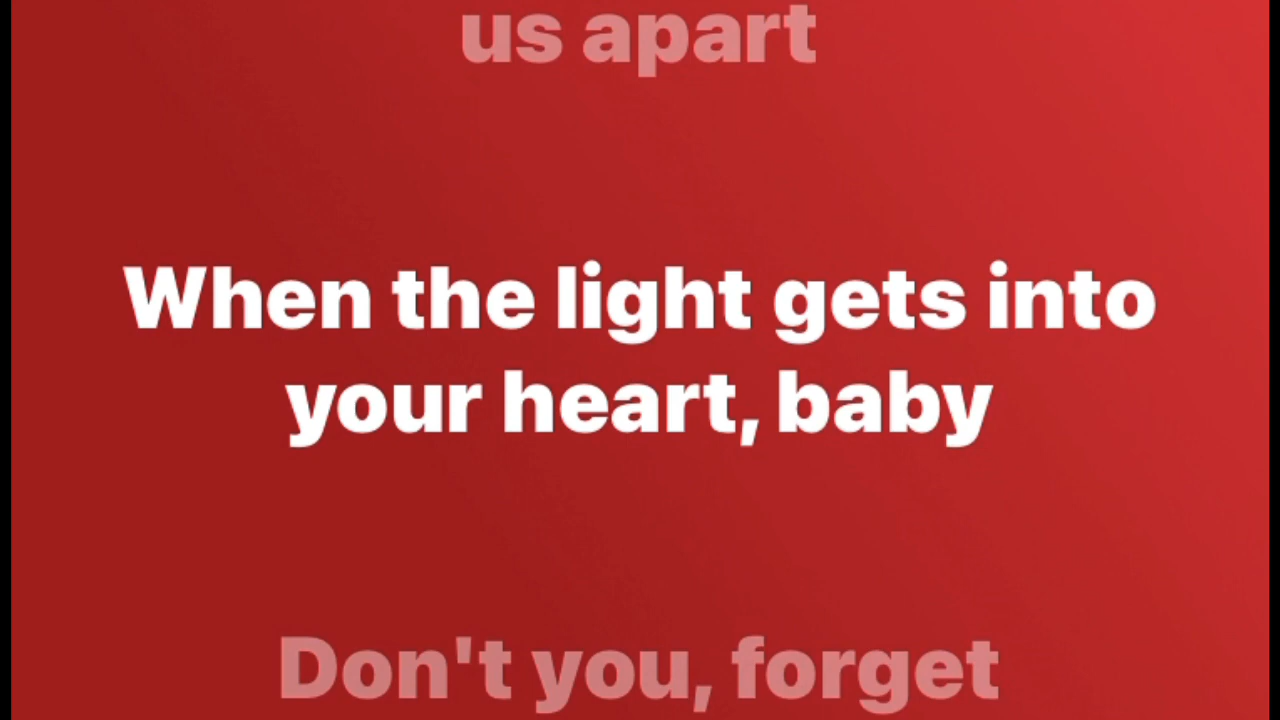 us apart
When the light gets into
your heart, baby
Don't you, forget